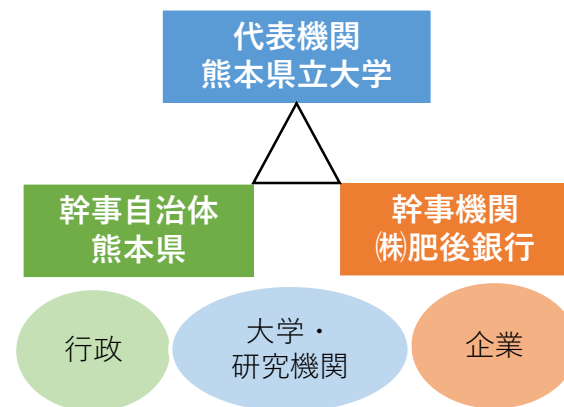 代表機関
熊本県立大学
幹事自治体
熊本県
幹事機関
㈱肥後銀行
行政
大学・
研究機関
企業